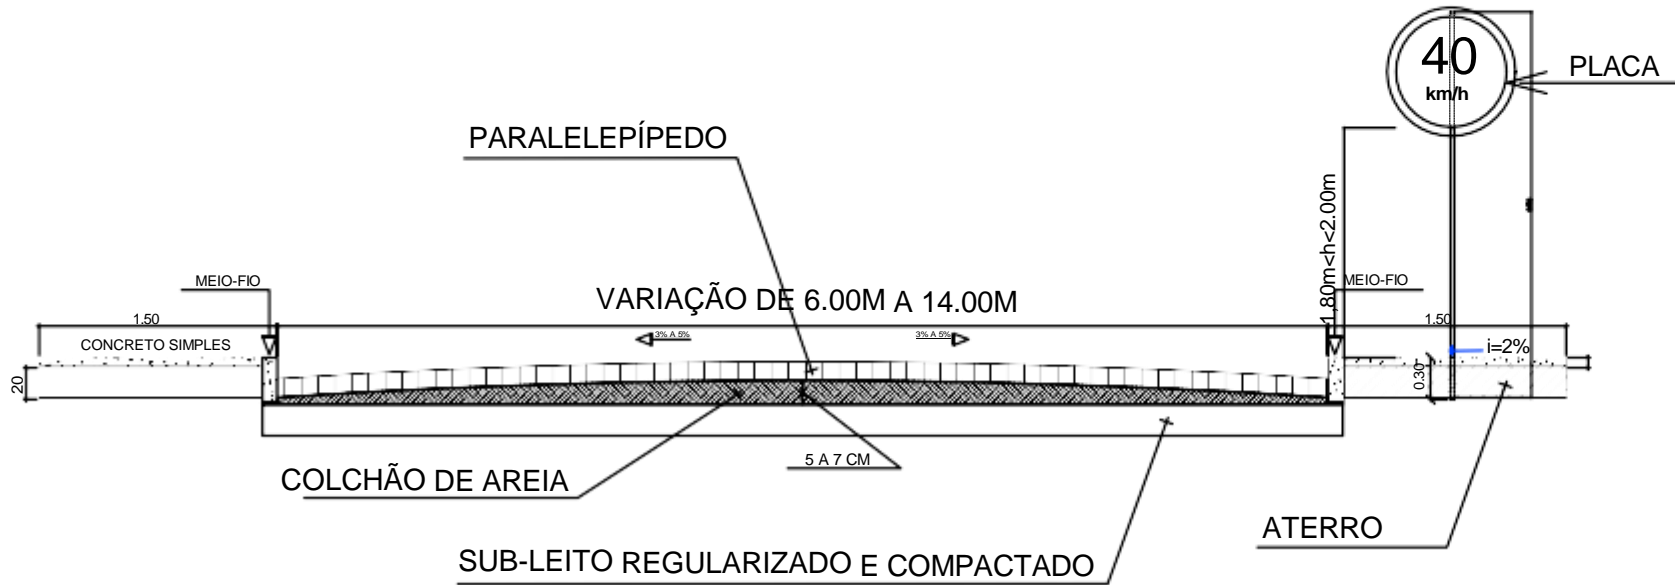 40
km/h
PLACA
PARALELEPÍPEDO
1,80m<h<2.00m
MEIO-FIO
MEIO-FIO
VARIAÇÃO DE 6.00M A 14.00M
1.50
1.50
3% A 5%
3% A 5%
CONCRETO SIMPLES
i=2%
20
0.30
5 A 7 CM
COLCHÃO DE AREIA
ATERRO
SUB-LEITO REGULARIZADO E COMPACTADO